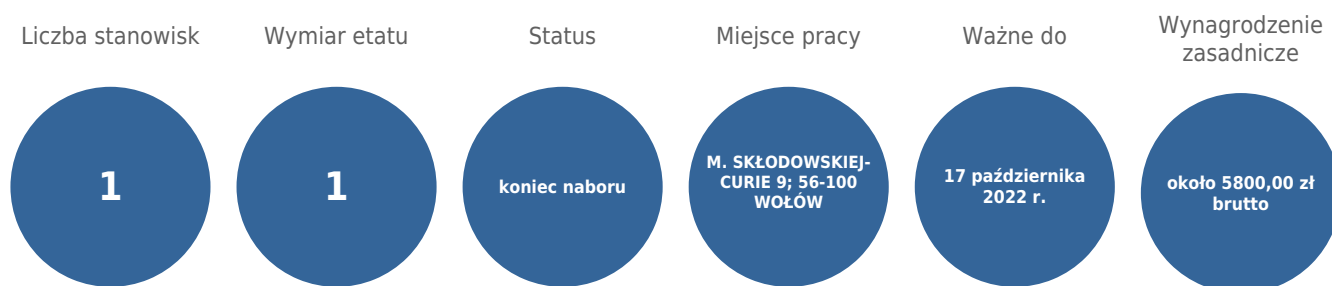 Liczba stanowisk
1
Wymiar etatu
1
Status
koniec naboru
Miejsce pracy
M. SKŁODOWSKIEJ-
CURIE 9; 56-100
WOŁÓW
Ważne do
17 października
2022 r.
Wynagrodzenie
zasadnicze
około 5800,00 zł
brutto